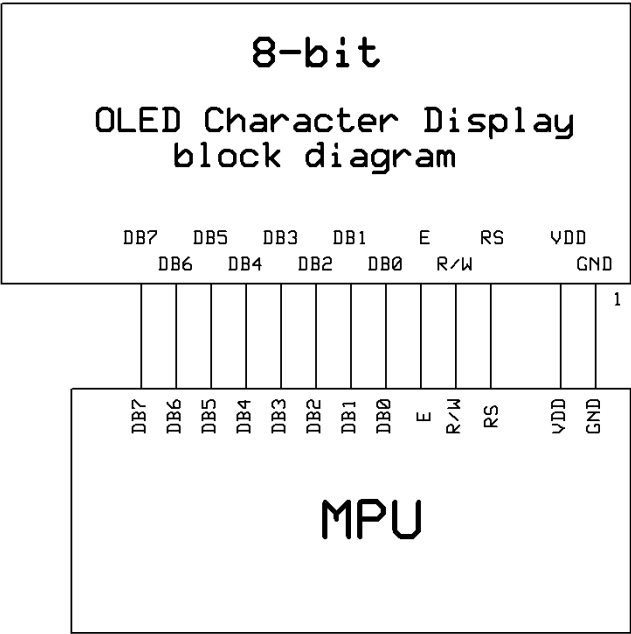 8-bit
OLED Character Display
block diagram
DB7 DB5 DB3 DB1 E RS VDD
DB6 DB4 DB2 DB0 R/W GND
1
DB7 DB6 DB5 DB4 DB3 DB2 DB1 DB0 E R/W RS VDD GND
MPU